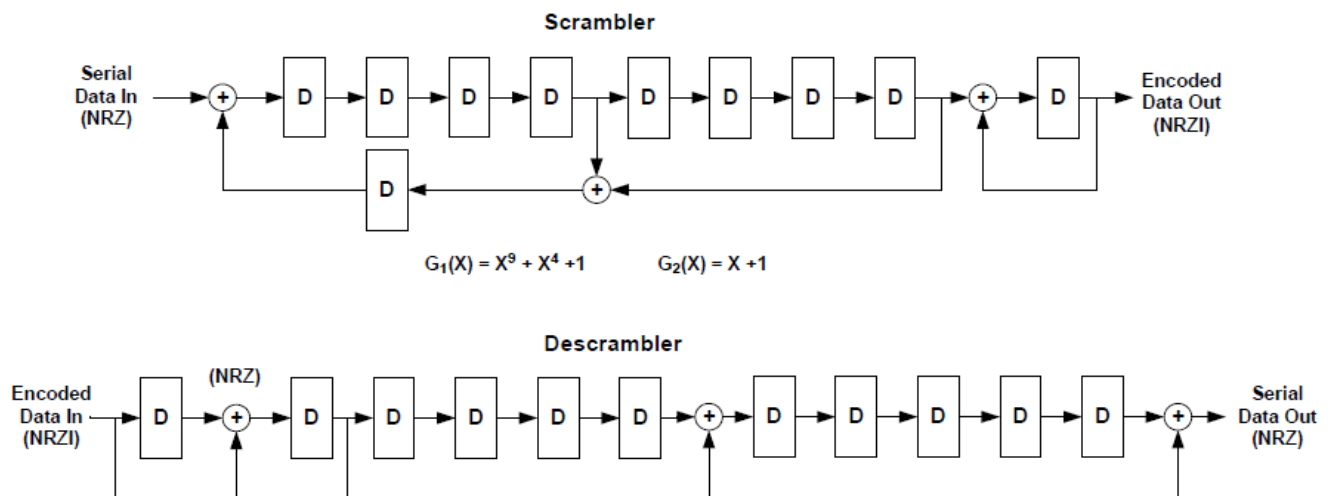 Scrambler
Serial
Data In
(NRZ)
+
D
D
D
D
D
D
D
D
+
D
Encoded
Data Out
(NRZI)
D
+
G₁(X) = X⁹ + X⁴ +1
G₂(X) = X +1
Descrambler
Encoded
Data In
(NRZI)
D
(NRZ)
+
D
D
D
D
D
+
D
D
D
D
D
+
Serial
Data Out
(NRZ)